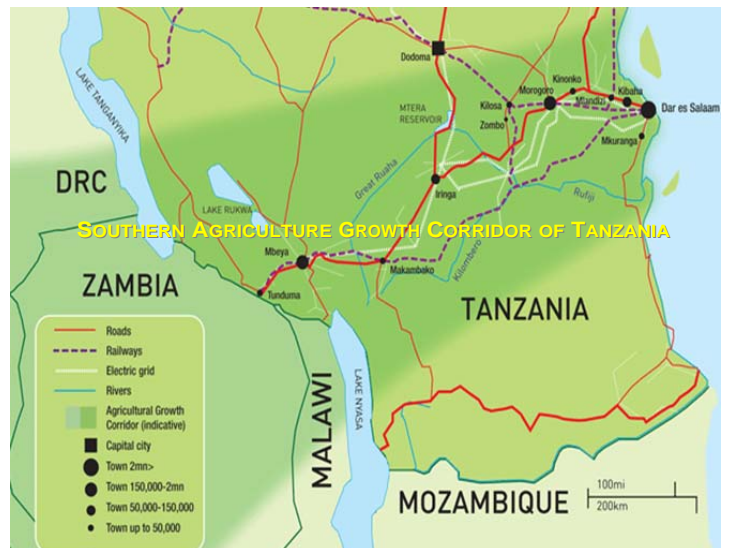 Dodoma
Kinonko
Morogoro
Mlandizi
Kibaha
Dar es Salaam
Kilosa
Zombo
Mkuranga
MTERA
RESERVOIR
LAKE TANGANYIKA
DRC
Great Ruaha
Iringa
Rufiji
LAKE RUKWA
SOUTHERN AGRICULTURE GROWTH CORRIDOR OF TANZANIA
Mbeya
Makambako
Kilombero
Tunduma
ZAMBIA
TANZANIA
Roads
Railways
Electric grid
Rivers
Agricultural Growth
Corridor (indicative)
Capital city
Town 2mn>
Town 150,000-2mn
Town 50,000-150,000
Town up to 50,000
MALAWI
LAKE NYASA
MOZAMBIQUE
100mi
200km